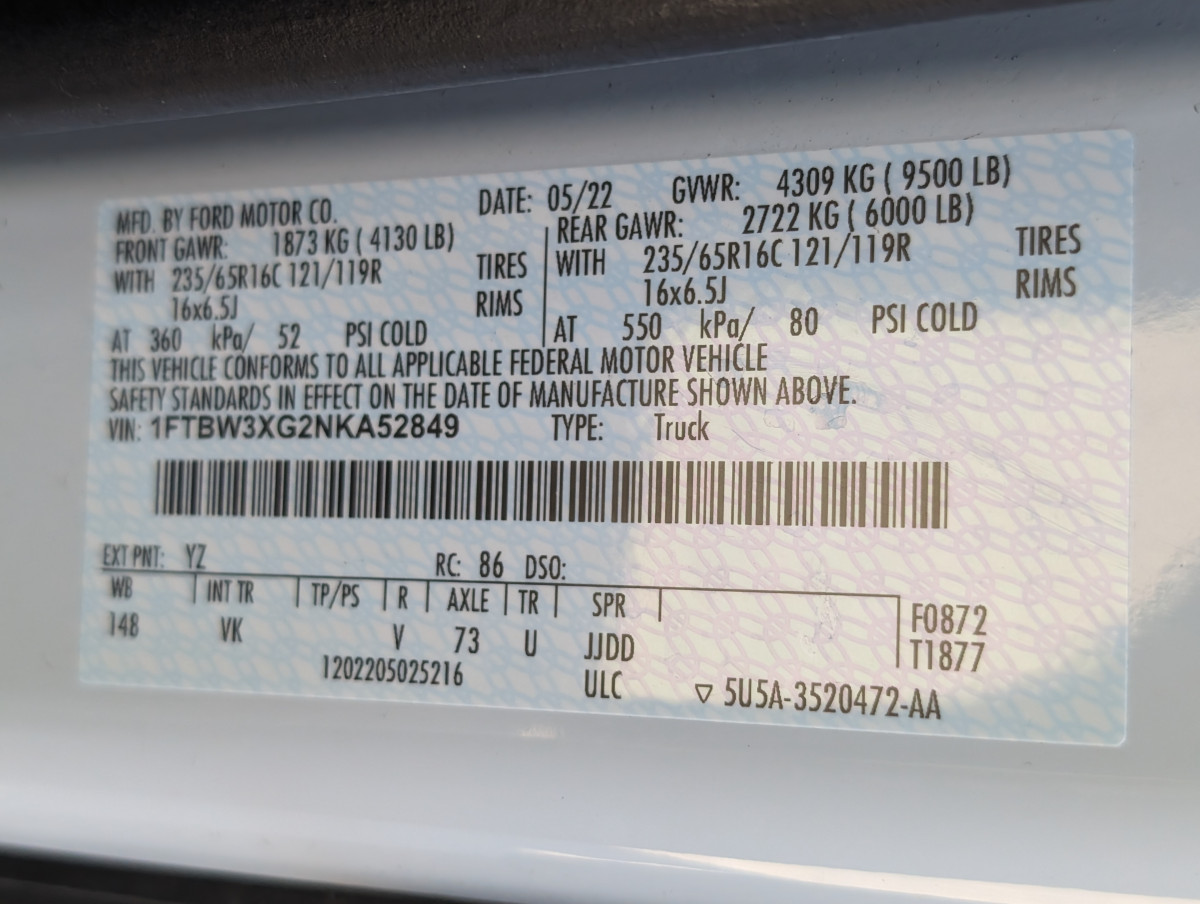 MFD. BY FORD MOTOR CO. DATE: 05/22 GVWR: 4309 KG ( 9500 LB)
FRONT GAWR: 1873 KG ( 4130 LB) REAR GAWR: 2722 KG ( 6000 LB)
WITH 235/65R16C 121/119R TIRES WITH 235/65R16C 121/119R TIRES
16x6.5J RIMS 16x6.5J RIMS
AT 360 kPa/ 52 PSI COLD AT 550 kPa/ 80 PSI COLD
THIS VEHICLE CONFORMS TO ALL APPLICABLE FEDERAL MOTOR VEHICLE
SAFETY STANDARDS IN EFFECT ON THE DATE OF MANUFACTURE SHOWN ABOVE.
VIN: 1FTBW3XG2NKA52849 TYPE: Truck
EXT PNT: YZ RC: 86 DSO:
WB INT TR TP/PS R AXLE TR SPR F0872
148 VK V 73 U JJDD T1877
1202205025216 ULC ▽ 5U5A-3520472-AA